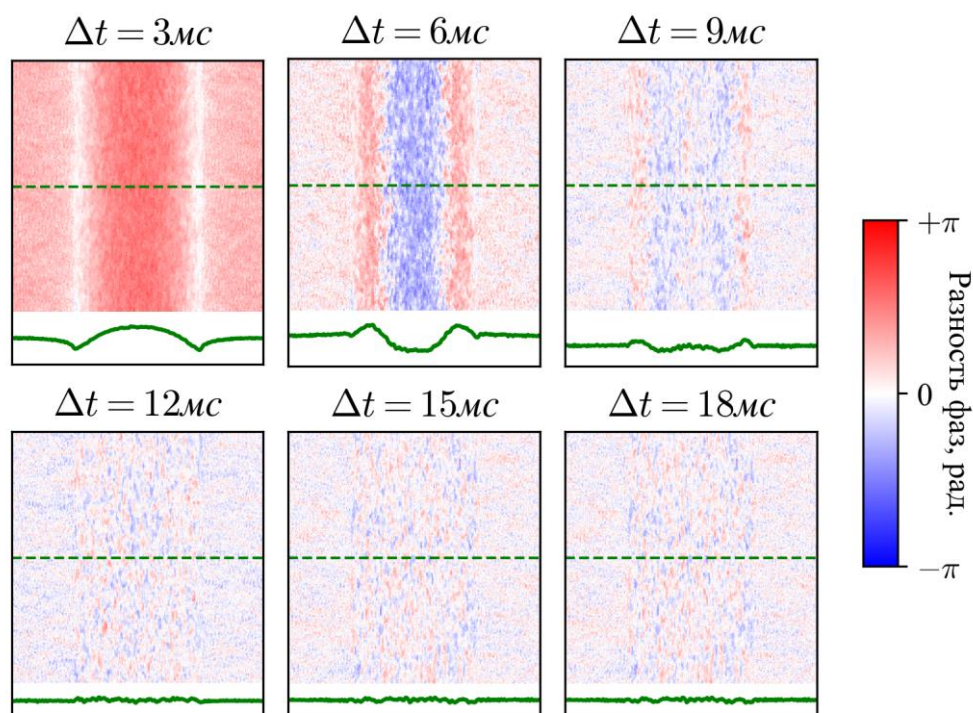 Δt = 3мс
Δt = 6мс
Δt = 9мс
Δt = 12мс
Δt = 15мс
Δt = 18мс
+π
0
−π
Разность фаз, рад.